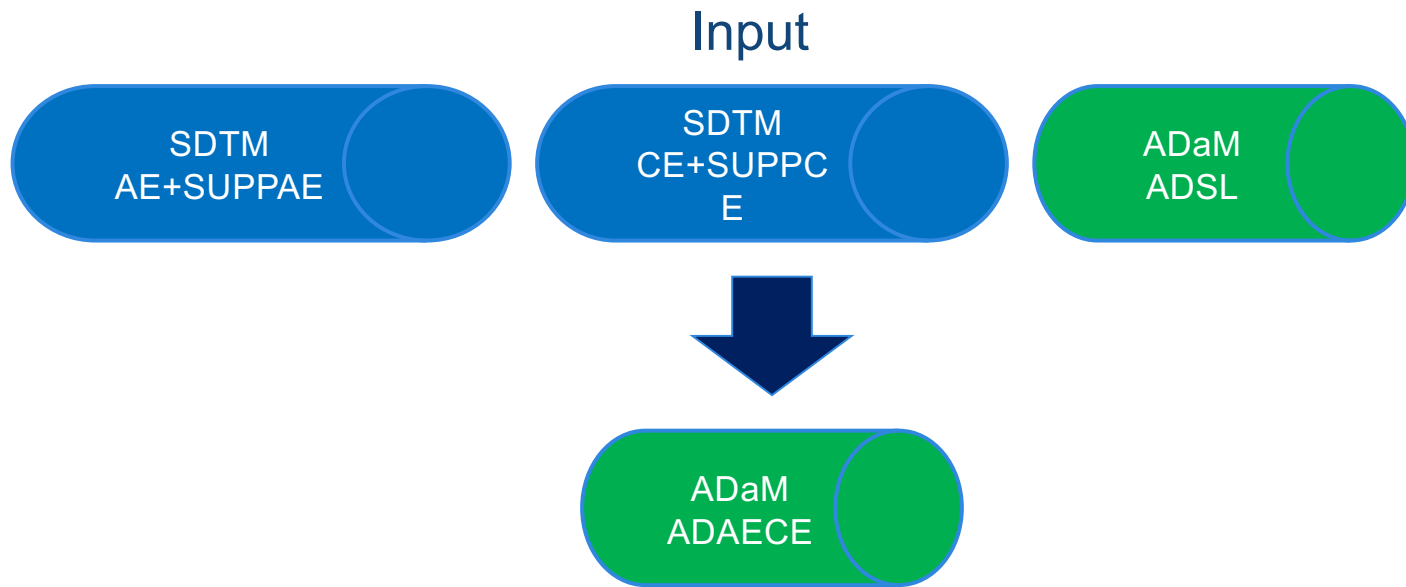 Input
SDTM
AE+SUPPAE
SDTM
CE+SUPPC
E
ADaM
ADSL
ADaM
ADAECE